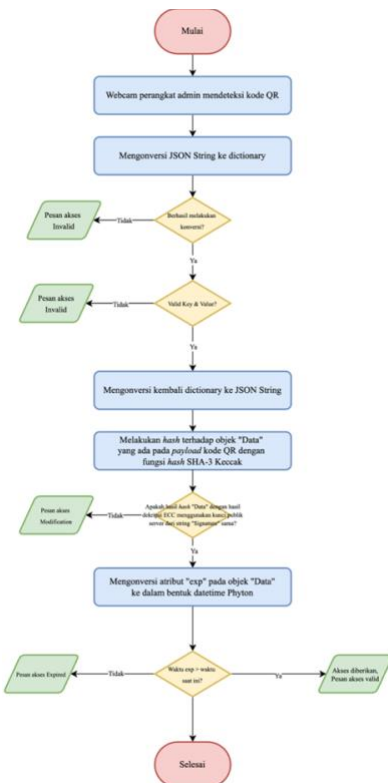 Mulai
Webcam perangkat admin mendeteksi kode QR
Mengonversi JSON String ke dictionary
Berhasil melakukan
konversi?
Tidak
Pesan akses
Invalid
Ya
Valid Key & Value?
Tidak
Pesan akses
Invalid
Ya
Mengonversi kembali dictionary ke JSON String
Melakukan hash terhadap objek "Data"
yang ada pada payload kode QR dengan
fungsi hash SHA-3 Keccak
Apakah hasil hash "Data" dengan hasil
dekripsi ECC menggunakan kunci publik
server dari string "Signature" sama?
Tidak
Pesan akses
Modification
Ya
Mengonversi atribut "exp" pada objek "Data"
ke dalam bentuk datetime Phyton
Waktu exp > waktu
saat ini?
Tidak
Pesan akses Expired
Ya
Akses diberikan,
Pesan akses valid
Selesai